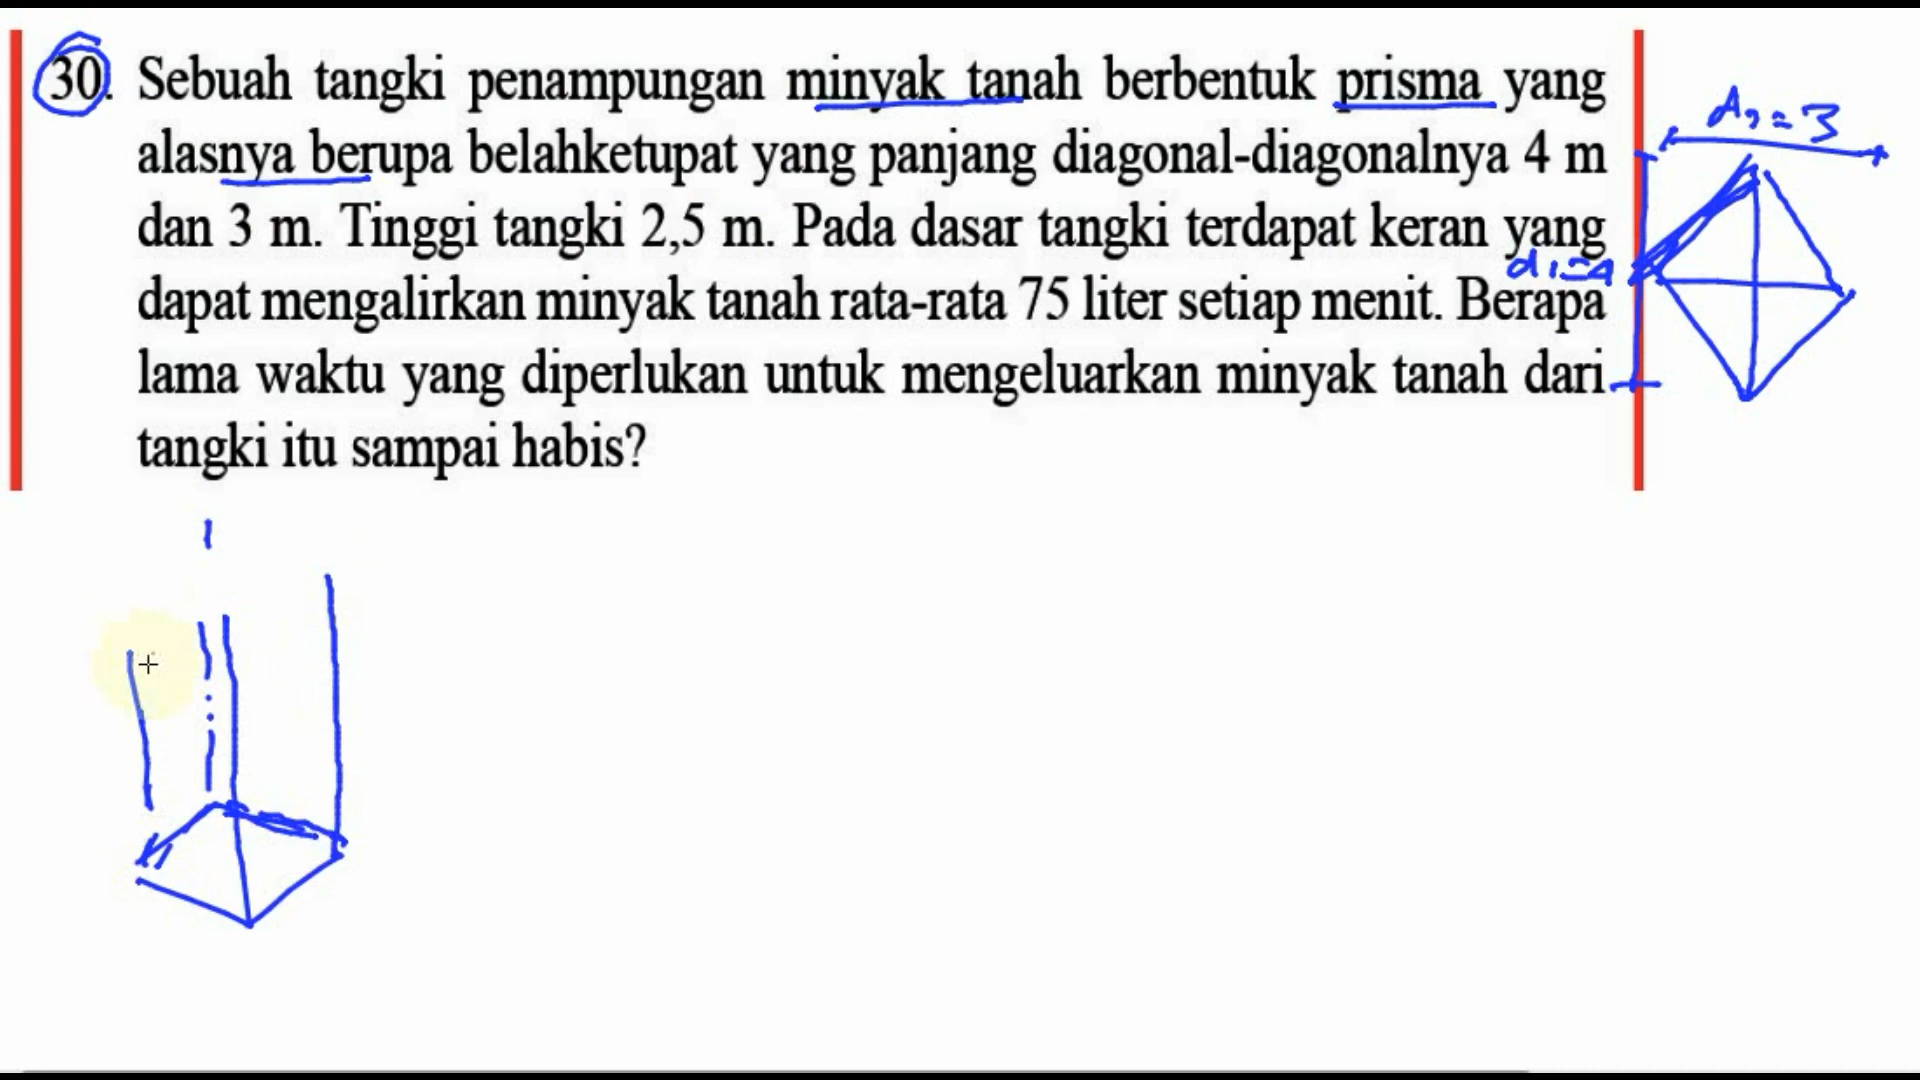 30. Sebuah tangki penampungan minyak tanah berbentuk prisma yang
alasnya berupa belahketupat yang panjang diagonal-diagonalnya 4 m
dan 3 m. Tinggi tangki 2,5 m. Pada dasar tangki terdapat keran yang
dapat mengalirkan minyak tanah rata-rata 75 liter setiap menit. Berapa
lama waktu yang diperlukan untuk mengeluarkan minyak tanah dari
tangki itu sampai habis?
d₂=3
d₁=4